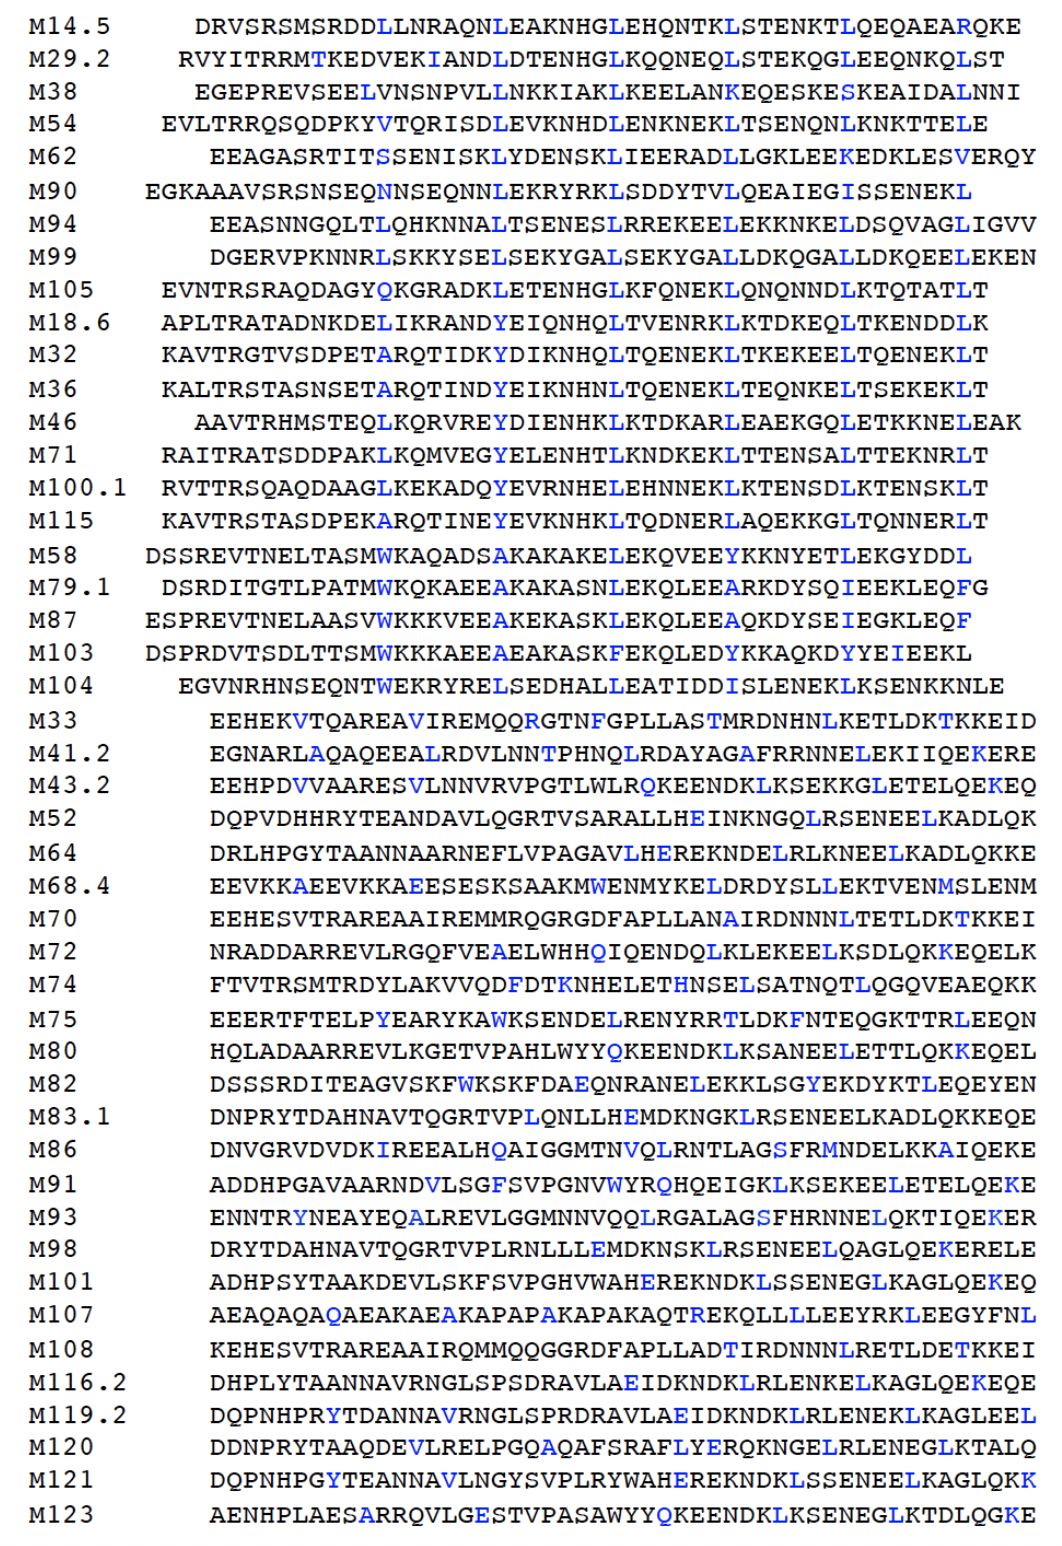 M14.5 DRVSRSMSRDDLLNRAQNLEAKNHGLEHQNTKLSTENKTLQEQAEARQKE
M29.2 RVYITRRMTKEDVEKIANDLDTENHGLKQQNEQLSTEKQGLEEQNKQLST
M38 EGEPREVSEELVNSNPVLLNKKIAKLKEELANKEQESKESKEAIDALNNI
M54 EVLTRRQSQDPKYVTQRISDLEVKNHDLENKNEKLTSENQNLKNKTTELE
M62 EEAGASRTITSSENISKLYDENSKLIEERADLLGKLEEKEDKLESVERQY
M90 EGKAAAVSRSNSEQNNSEQNNLEKRYRKLSDDYTVLQEAIEGISSENEKL
M94 EEASNNGQLTLQHKNNALTSENESLRREKEELEKKNKELDSQVAGLIGVV
M99 DGERVPKNNRLSKKYSELSEKYGALSEKYGALLDKQGALLDKQEELEKEN
M105 EVNTRSRAQDAGYQKGRADKLETENHGLKFQNEKLQNQNNDLKTQTATLT
M18.6 APLTRATADNKDELIKRANDYEIQNHQLTVENRKLKTDKEQLTKENDDLK
M32 KAVTRGTVSDPETARQTIDKYDIKNHQLTQENEKLTKEKEELTQENEKLT
M36 KALTRSTASNSETARQTINDYEIKNHNLTQENEKLTEQNKELTSEKEKLT
M46 AAVTRHMSTEQLKQRVREYDIENHKLKTDKARLEAEKGQLETKKNELEAK
M71 RAITRATSDDPAKLKQMVEGYELENHTLKNDKEKLTTENSALTTEKNRLT
M100.1 RVTTRSQAQDAAGLKEKADQYEVRNHELEHNNEKLKTENSDLKTENSKLT
M115 KAVTRSTASDPEKARQTINEYEVKNHKLTQDNERLAQEKKGLTQNNERLT
M58 DSSREVTNELTASMWKAQADSAKAKAKELEKQVEEYKKNYETLEKGYDDL
M79.1 DSRDITGTLPATMWKQKAEEAKAKASNLEKQLEEARKDYSQIEEKLEQFG
M87 ESPREVTNELAASVWKKKVEEAKEKASKLEKQLEEAQKDYSEIEGKLEQF
M103 DSPRDVTSDLTTSMWKKKAEEAEAKASKFEKQLEDYKKAQKDYYEIEEKL
M104 EGVNRHNSEQNTWEKRYRELSEDHALLEATIDDISLENEKLKSENKKNLE
M33 EEHEKVTQAREAVIREMQQRGTNFGPLLASTMRDNHNLKETLDKTKKEID
M41.2 EGNARLAQAQEEALRDVLNNTPHNQLRDAYAGAFRRNNELEKIIQEKERE
M43.2 EEHPDVVAARESVLNNVRVPGTLWLRQKEENDKLKSEKKGLETELQEKEQ
M52 DQPVDHHRYTEANDAVLQGRTVSARALLHEINKNGQLRSENEELKADLQK
M64 DRLHPGYTAANNAARNEFLVPAGAVLHEREKNDELRLKNEELKADLQKKE
M68.4 EEVKKAEEVKKAEESESKSAAKMWENMYKELDRDYSLLEKTVENMSLENM
M70 EEHESVTRAREAAIREMMRQGRGDFAPLLANAIRDNNNLTETLDKTKKEI
M72 NRADDARREVLRGQFVEAELWHHQIQENDQLKLEKEELKSDLQKKEQELK
M74 FTVTRSMTRDYLAKVVQDFDTKNHELETHNSELSATNQTLQGQVEAEQKK
M75 EEERTFTELPYEARYKAWKSENDELRENYRRTLDKFNTEQGKTTRLEEQN
M80 HQLADAARREVLKGETVPAHLWYYQKEENDKLKSANEELETTLQKKEQEL
M82 DSSSRDITEAGVSKFWKSKFDAEQNRANELEKKLSGYEKDYKTLEQEYEN
M83.1 DNPRYTDAHNAVTQGRTVPLQNLLHEMDKNGKLRSENEELKADLQKKEQE
M86 DNVGRVDVDKIREEALHQAIGGMTNVQLRNTLAGSFRMNDELKKAIQEKE
M91 ADDHPGAVAARNDVLSGFSVPGNVWYRQHQEIGKLKSEKEELETELQEKE
M93 ENNTRYNEAYEQALREVLGGMNNVQQLRGALAGSFHRNNELQKTIQEKER
M98 DRYTDAHNAVTQGRTVPLRNLLLEMDKNSKLRSENEELQAGLQEKERELE
M101 ADHPSYTAAKDEVLSKFSVPGHVWAHEREKNDKLSSENEGLKAGLQEKEQ
M107 AEAQAQAQAEAKAEAKAPAPAKAPAKAQTREKQLLLLEEYRKLEEGYFNL
M108 KEHESVTRAREAAIRQMMQQGGRDFAPLLADTIRDNNNLRETLDETKKEI
M116.2 DHPLYTAANNAVRNGLSPSDRAVLAEIDKNDKLRLENKELKAGLQEKEQE
M119.2 DQPNHPRYTDANNAVRNGLSPRDRAVLAEIDKNDKLRLENEKLKAGLEEL
M120 DDNPRYTAAQDEVLRELPGQAQAFSRAFLYERQKNGELRLENEGLKTALQ
M121 DQPNHPGYTEANNAVLNGYSVPLRYWAHEREKNDKLSSENEELKAGLQKK
M123 AENHPLAESARRQVLGESTVPASAWYYQKEENDKLKSENEGLKTDLQGKE